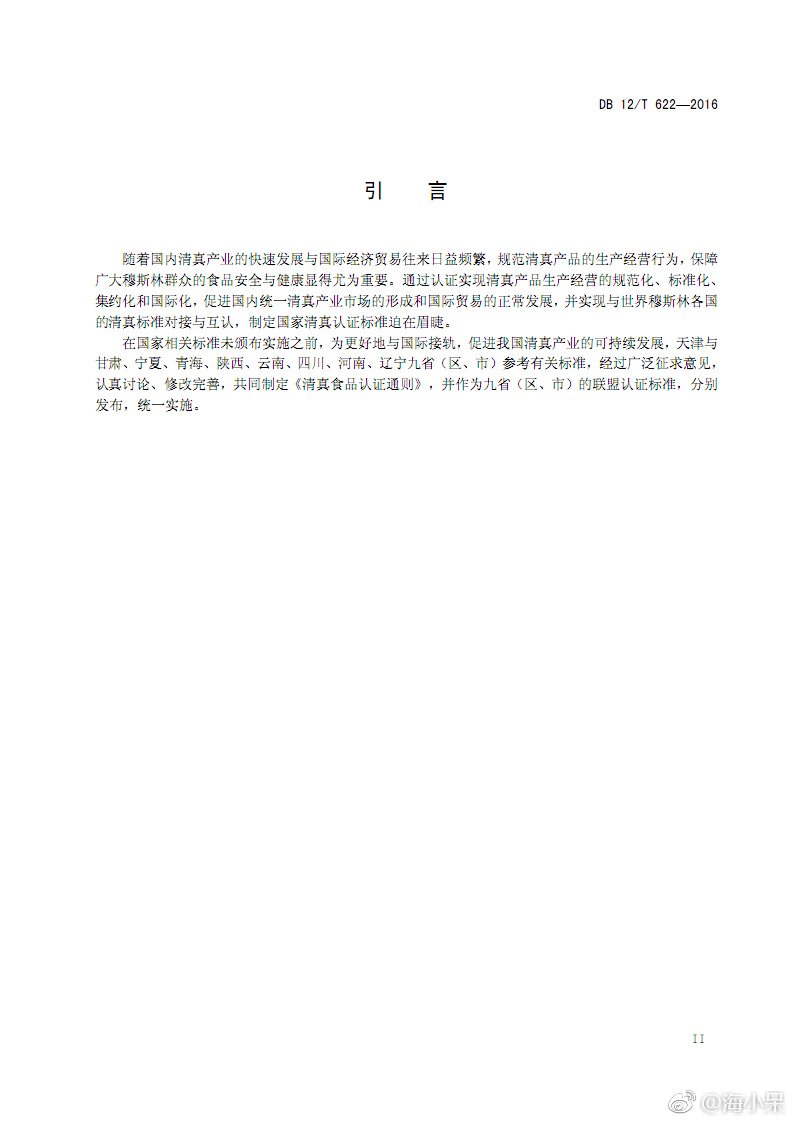 DB 12/T 622—2016
引 言
随着国内清真产业的快速发展与国际经济贸易往来日益频繁，规范清真产品的生产经营行为，保障
广大穆斯林群众的食品安全与健康显得尤为重要。通过认证实现清真产品生产经营的规范化、标准化、
集约化和国际化，促进国内统一清真产业市场的形成和国际贸易的正常发展，并实现与世界穆斯林各国
的清真标准对接与互认，制定国家清真认证标准迫在眉睫。
在国家相关标准未颁布实施之前，为更好地与国际接轨，促进我国清真产业的可持续发展，天津与
甘肃、宁夏、青海、陕西、云南、四川、河南、辽宁九省（区、市）参考有关标准，经过广泛征求意见，
认真讨论、修改完善，共同制定《清真食品认证通则》，并作为九省（区、市）的联盟认证标准，分别
发布，统一实施。
II
@海小呆